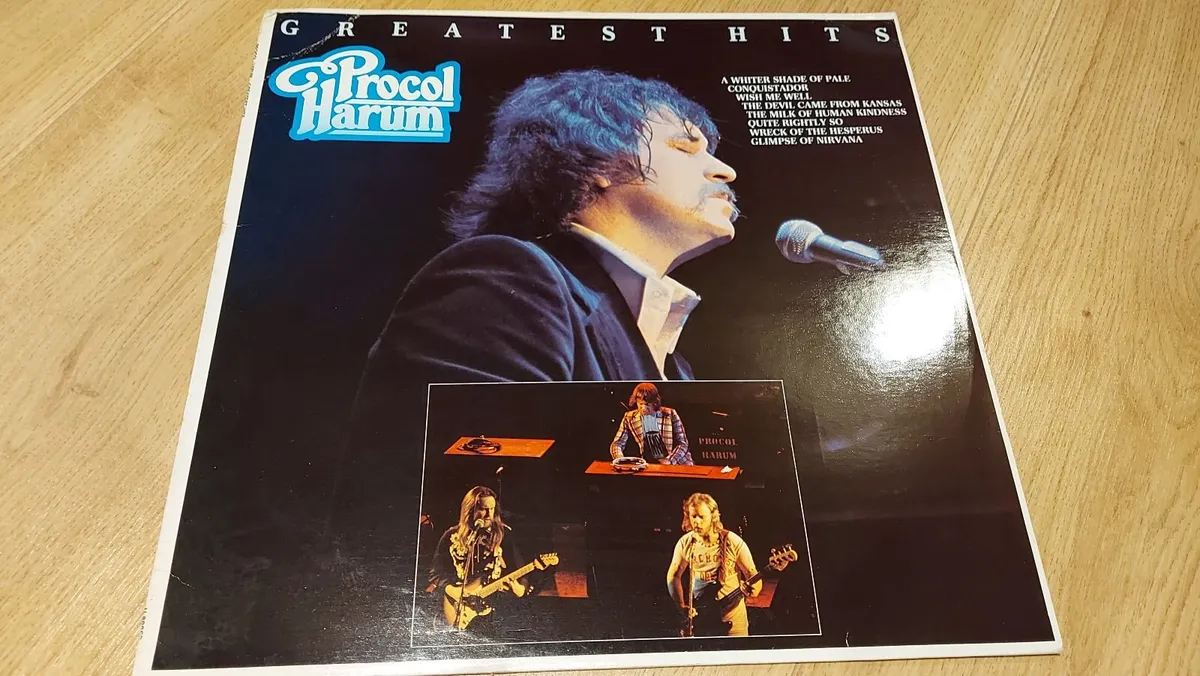 GREATEST HITS
Procol
Harum
A WHITER SHADE OF PALE
CONQUISTADOR
WISH ME WELL
THE DEVIL CAME FROM KANSAS
THE MILK OF HUMAN KINDNESS
QUITE RIGHTLY SO
WRECK OF THE HESPERUS
GLIMPSE OF NIRVANA
PROCOL
HARUM